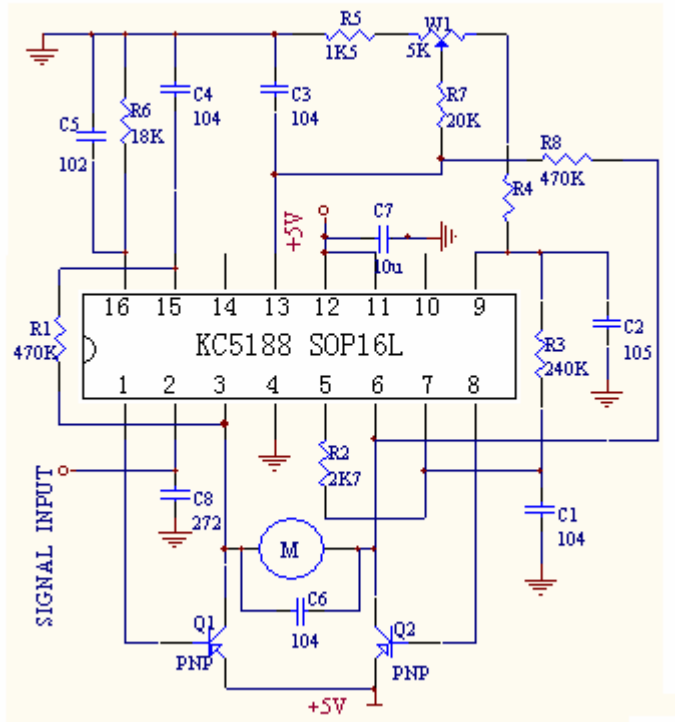 R5
1K5
W1
5K
C5
102
R6
18K
C4
104
C3
104
R7
20K
R8
470K
R4
+5V
C7
10u
16 15 14 13 12 11 10 9
R1
470K
KC5188 SOP16L
R3
240K
C2
105
1 2 3 4 5 6 7 8
R2
2K7
SIGNAL INPUT
C8
272
M
C1
104
C6
104
Q1
PNP
Q2
PNP
+5V